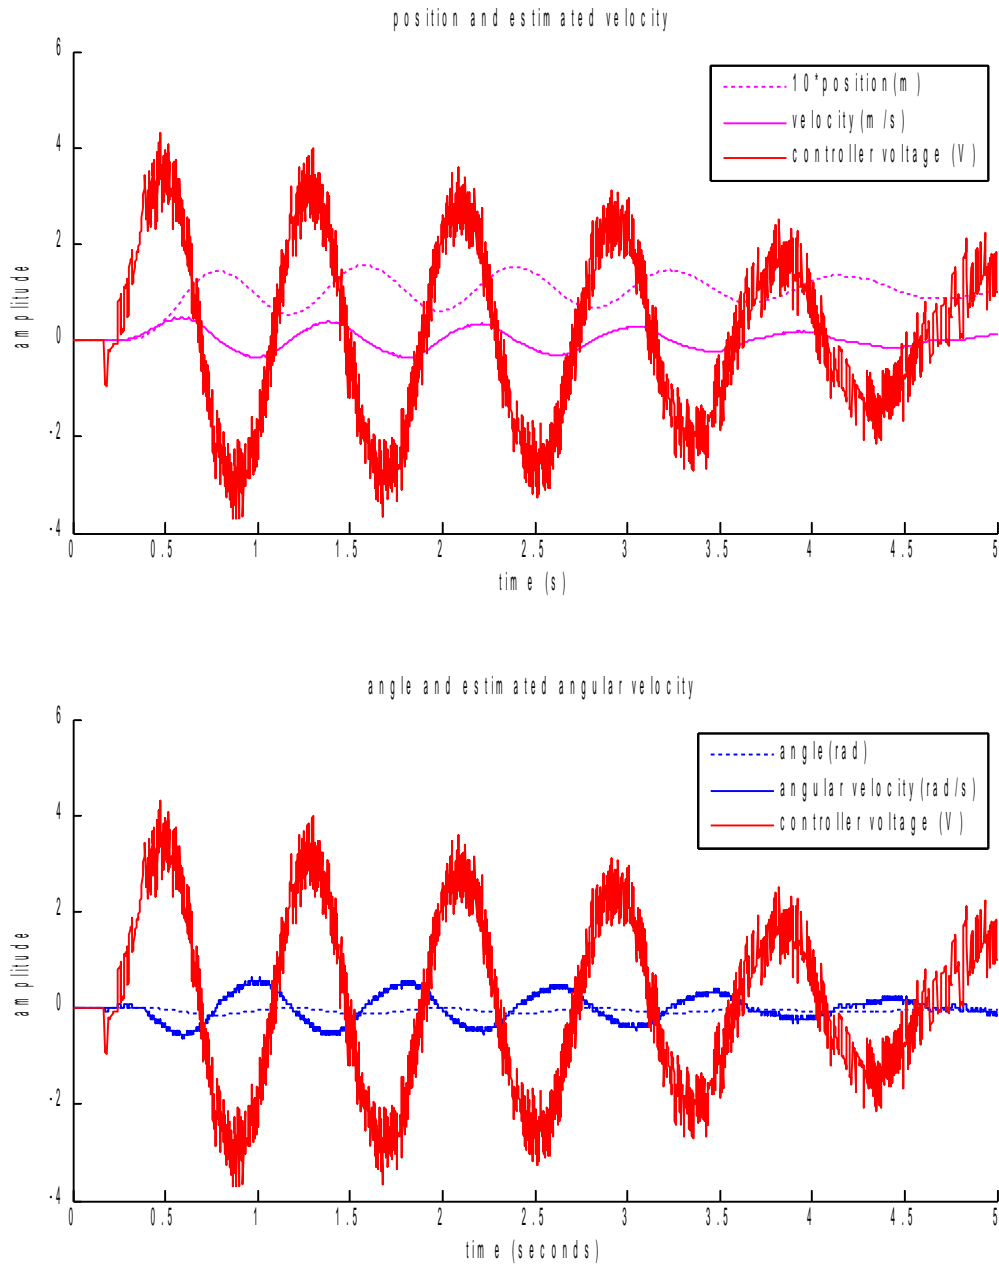 position and estimated velocity
6
4
2
0
-2
-4
amplitude
10*position(m)
velocity(m/s)
controller voltage (V)
0 0.5 1 1.5 2 2.5 3 3.5 4 4.5 5
time (s)
angle and estimated angular velocity
6
4
2
0
-2
-4
amplitude
angle(rad)
angular velocity(rad/s)
controller voltage (V)
0 0.5 1 1.5 2 2.5 3 3.5 4 4.5 5
time (seconds)